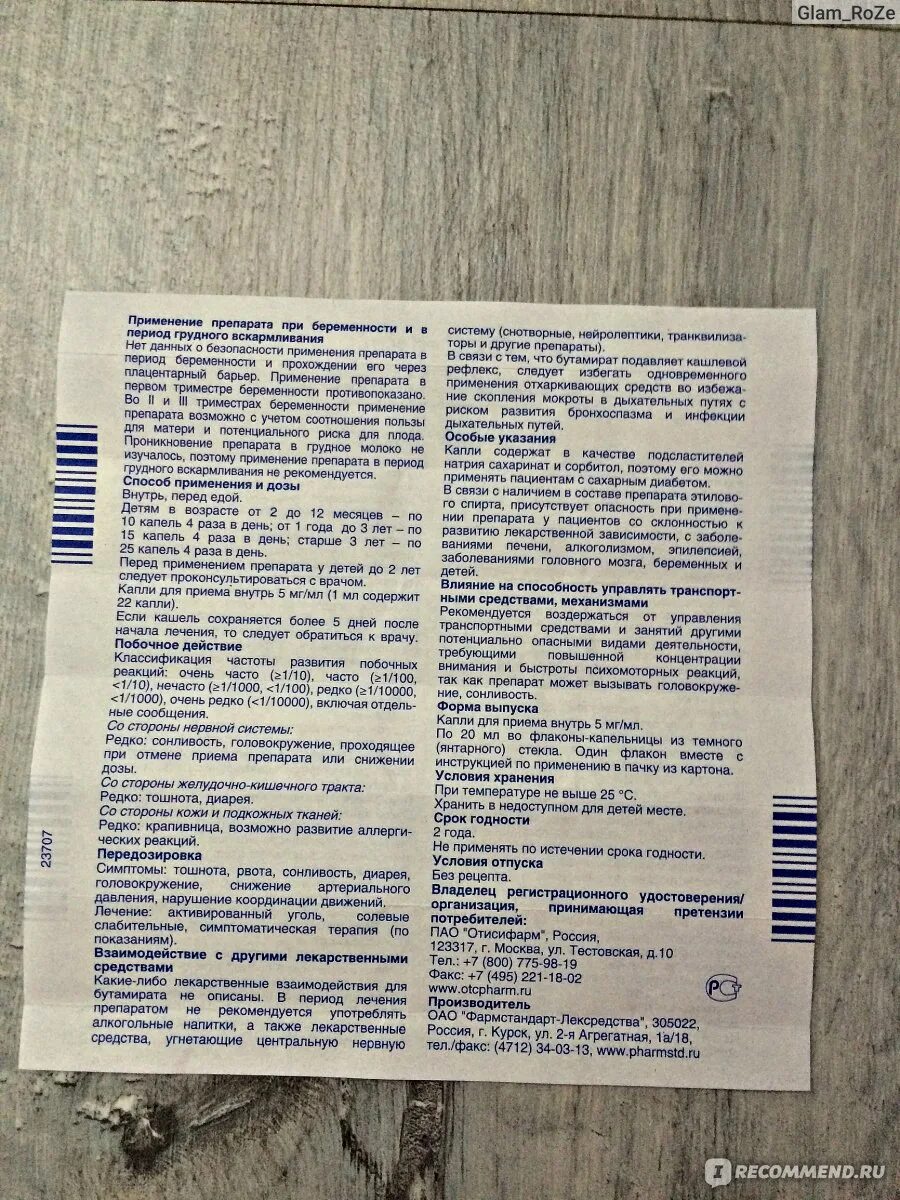 Glam_RoZe
Применение препарата при беременности и в
период грудного вскармливания
Нет данных о безопасности применения препарата в
период беременности и прохождении его через
плацентарный барьер. Применение препарата в
первом триместре беременности противопоказано.
Во II и III триместрах беременности применение
препарата возможно с учетом соотношения пользы
для матери и потенциального риска для плода.
Проникновение препарата в грудное молоко не
изучалось, поэтому применение препарата в период
грудного вскармливания не рекомендуется.
Способ применения и дозы
Внутрь, перед едой.
Детям в возрасте от 2 до 12 месяцев – по
10 капель 4 раза в день; от 1 года до 3 лет – по
15 капель 4 раза в день; старше 3 лет – по
25 капель 4 раза в день.
Перед применением препарата у детей до 2 лет
следует проконсультироваться с врачом.
Капли для приема внутрь 5 мг/мл (1 мл содержит
22 капли).
Если кашель сохраняется более 5 дней после
начала лечения, то следует обратиться к врачу.
Побочное действие
Классификация частоты развития побочных
реакций: очень часто (≥1/10), часто (≥1/100,
<1/10), нечасто (≥1/1000, <1/100), редко (≥1/10000,
<1/1000), очень редко (<1/10000), включая отдель-
ные сообщения.
Со стороны нервной системы:
Редко: сонливость, головокружение, проходящее
при отмене приема препарата или снижении
дозы.
Со стороны желудочно-кишечного тракта:
Редко: тошнота, диарея.
Со стороны кожи и подкожных тканей:
Редко: крапивница, возможно развитие аллерги-
ческих реакций.
Передозировка
Симптомы: тошнота, рвота, сонливость, диарея,
головокружение, снижение артериального
давления, нарушение координации движений.
Лечение: активированный уголь, солевые
слабительные, симптоматическая терапия (по
показаниям).
Взаимодействие с другими лекарственными
средствами
Какие-либо лекарственные взаимодействия для
бутамирата не описаны. В период лечения
препаратом не рекомендуется употреблять
алкогольные напитки, а также лекарственные
средства, угнетающие центральную нервную
систему (снотворные, нейролептики, транквилиза-
торы и другие препараты).
В связи с тем, что бутамират подавляет кашлевой
рефлекс, следует избегать одновременного
применения отхаркивающих средств во избежа-
ние скопления мокроты в дыхательных путях с
риском развития бронхоспазма и инфекции
дыхательных путей.
Особые указания
Капли содержат в качестве подсластителей
натрия сахаринат и сорбитол, поэтому его можно
применять пациентам с сахарным диабетом.
В связи с наличием в составе препарата этилово-
го спирта, присутствует опасность при примене-
нии препарата у пациентов со склонностью к
развитию лекарственной зависимости, с заболе-
ваниями печени, алкоголизмом, эпилепсией,
заболеваниями головного мозга, беременных и
детей.
Влияние на способность управлять транспорт-
ными средствами, механизмами
Рекомендуется воздержаться от управления
транспортными средствами и занятий другими
потенциально опасными видами деятельности,
требующими повышенной концентрации
внимания и быстроты психомоторных реакций,
так как препарат может вызывать головокруже-
ние, сонливость.
Форма выпуска
Капли для приема внутрь 5 мг/мл.
По 20 мл во флаконы-капельницы из темного
(янтарного) стекла. Один флакон вместе с
инструкцией по применению в пачку из картона.
Условия хранения
При температуре не выше 25 °С.
Хранить в недоступном для детей месте.
Срок годности
2 года.
Не применять по истечении срока годности.
Условия отпуска
Без рецепта.
Владелец регистрационного удостоверения/
организация, принимающая претензии
потребителей:
ПАО "Отисифарм", Россия,
123317, г. Москва, ул. Тестовская, д.10
Тел.: +7 (800) 775-98-19
Факс: +7 (495) 221-18-02
www.otcpharm.ru
Производитель
ОАО "Фармстандарт-Лексредства", 305022,
Россия, г. Курск, ул. 2-я Агрегатная, 1а/18,
тел./факс: (4712) 34-03-13, www.pharmstd.ru
23707
РСТ
IRECOMMEND.RU